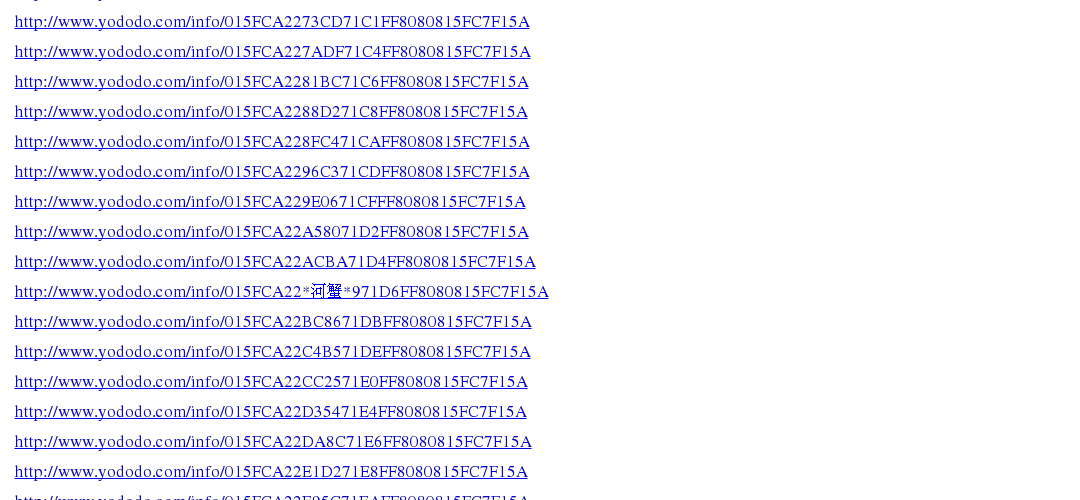 http://www.yododo.com/info/015FCA2273CD71C1FF8080815FC7F15A
http://www.yododo.com/info/015FCA227ADF71C4FF8080815FC7F15A
http://www.yododo.com/info/015FCA2281BC71C6FF8080815FC7F15A
http://www.yododo.com/info/015FCA2288D271C8FF8080815FC7F15A
http://www.yododo.com/info/015FCA228FC471CAFF8080815FC7F15A
http://www.yododo.com/info/015FCA2296C371CDFF8080815FC7F15A
http://www.yododo.com/info/015FCA229E0671CFFF8080815FC7F15A
http://www.yododo.com/info/015FCA22A58071D2FF8080815FC7F15A
http://www.yododo.com/info/015FCA22ACBA71D4FF8080815FC7F15A
http://www.yododo.com/info/015FCA22*河蟹*971D6FF8080815FC7F15A
http://www.yododo.com/info/015FCA22BC8671DBFF8080815FC7F15A
http://www.yododo.com/info/015FCA22C4B571DEFF8080815FC7F15A
http://www.yododo.com/info/015FCA22CC2571E0FF8080815FC7F15A
http://www.yododo.com/info/015FCA22D35471E4FF8080815FC7F15A
http://www.yododo.com/info/015FCA22DA8C71E6FF8080815FC7F15A
http://www.yododo.com/info/015FCA22E1D271E8FF8080815FC7F15A